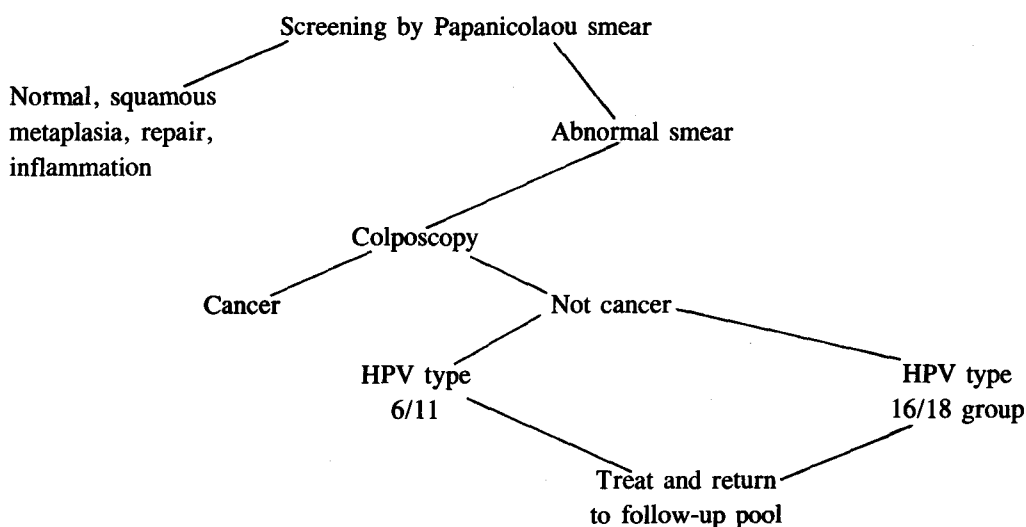 Screening by Papanicolaou smear
Normal, squamous
metaplasia, repair,
inflammation
Abnormal smear
Colposcopy
Cancer
Not cancer
HPV type
6/11
HPV type
16/18 group
Treat and return
to follow-up pool